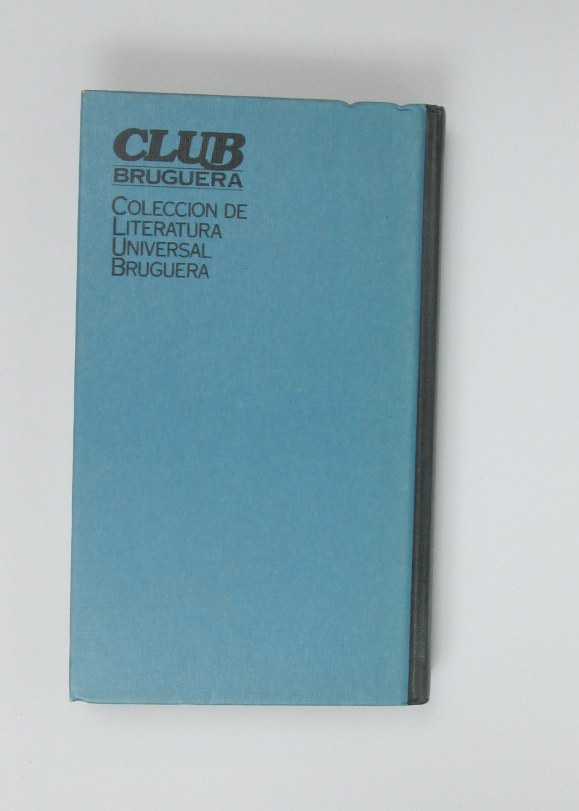 CLUB
BRUGUERA
COLECCION DE
LITERATURA
UNIVERSAL
BRUGUERA